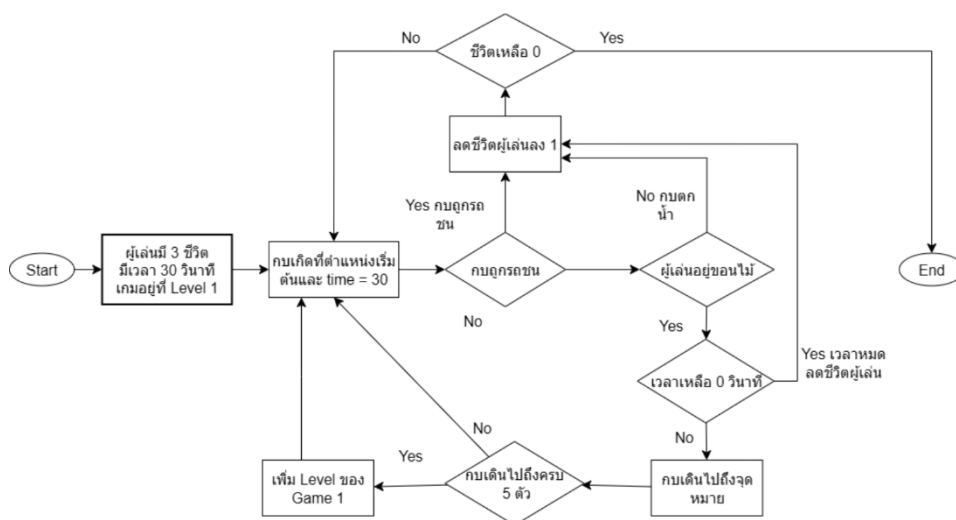 No
ชีวิตเหลือ 0
Yes
ลดชีวิตผู้เล่นลง 1
Yes กบถูกรถ
ชน
No กบตก
น้ำ
Start
ผู้เล่นมี 3 ชีวิต
มีเวลา 30 วินาที
เกมอยู่ที่ Level 1
กบเกิดที่ตำแหน่งเริ่ม
ต้นและ time = 30
กบถูกรถชน
ผู้เล่นอยู่ขอนไม้
End
No
Yes
Yes เวลาหมด
ลดชีวิตผู้เล่น
เวลาเหลือ 0 วินาที
No
No
Yes
เพิ่ม Level ของ
Game 1
กบเดินไปถึงครบ
5 ตัว
กบเดินไปถึงจุด
หมาย